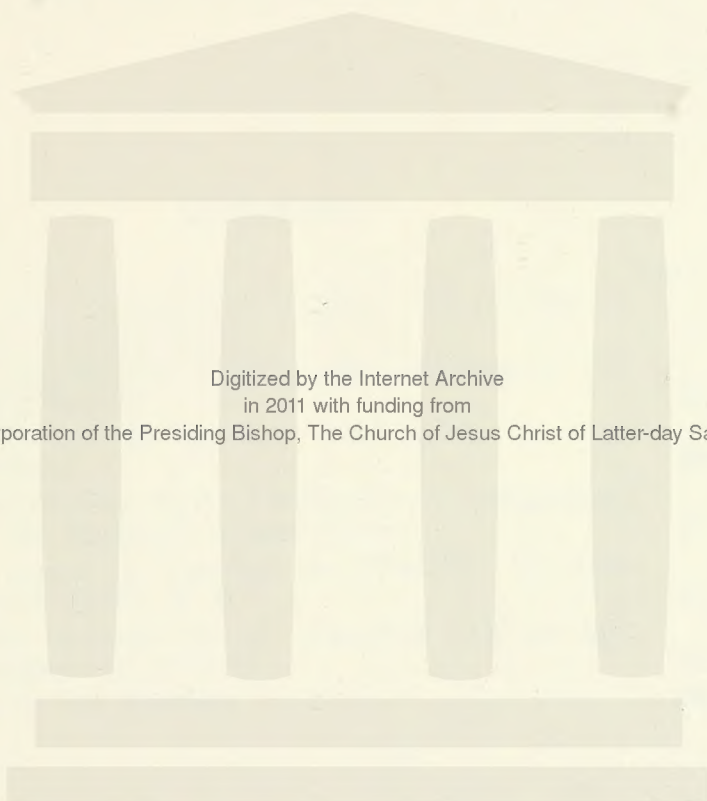 Digitized by the Internet Archive
in 2011 with funding from
poration of the Presiding Bishop, The Church of Jesus Christ of Latter-day Sa